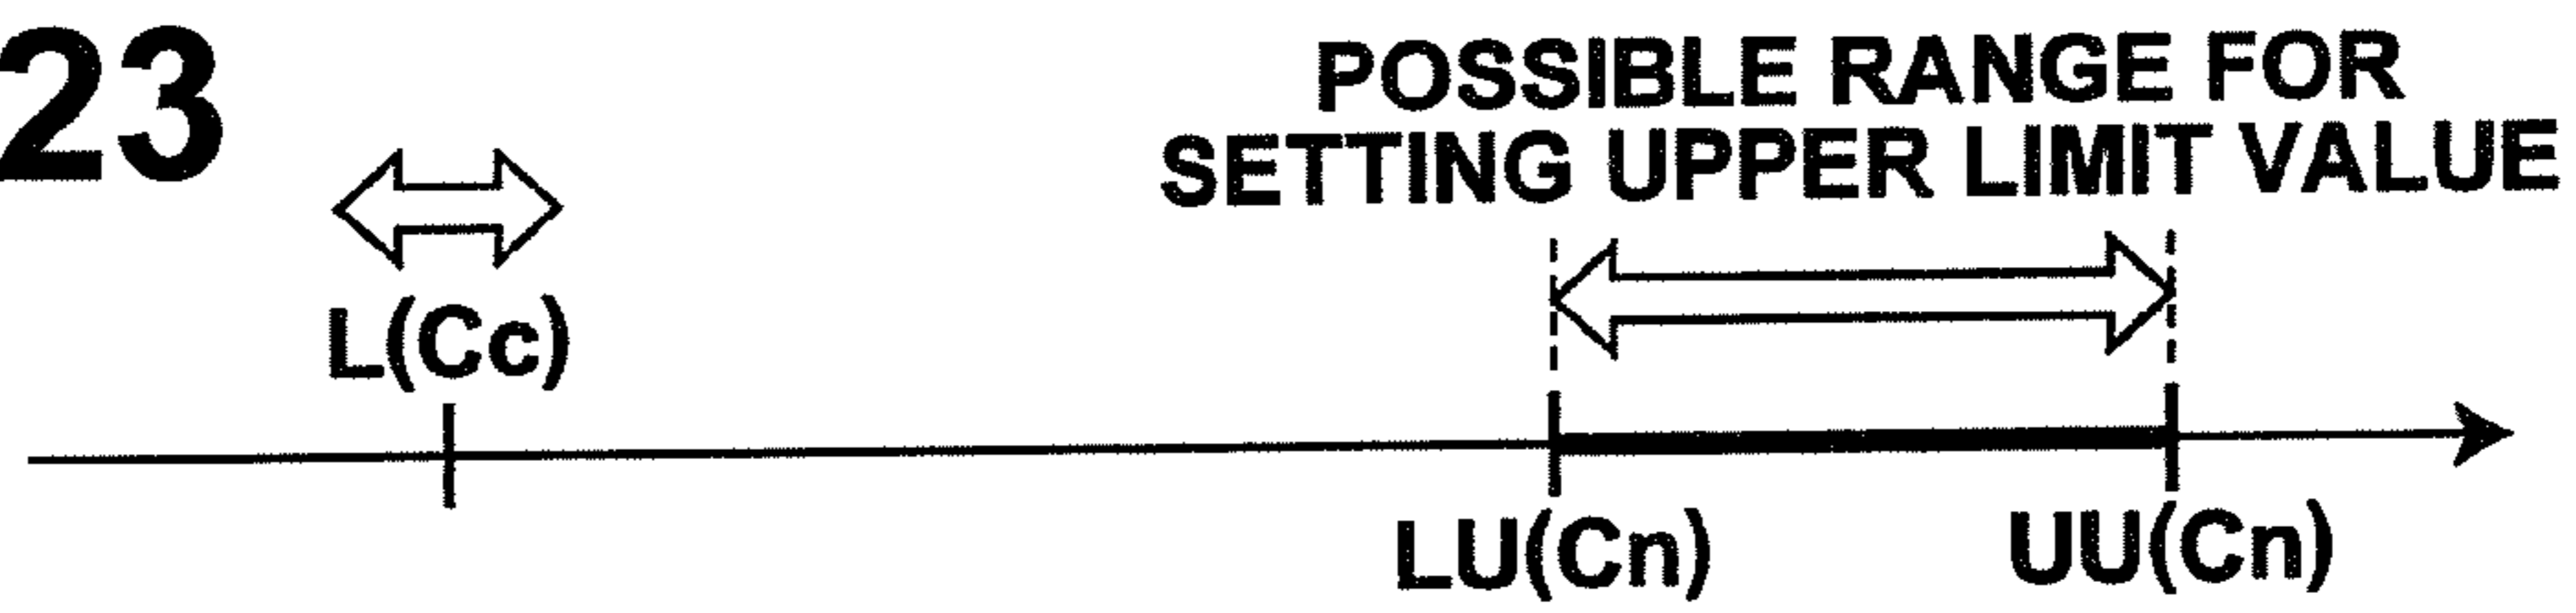 23
POSSIBLE RANGE FOR
SETTING UPPER LIMIT VALUE
L(Cc)
LU(Cn)
UU(Cn)